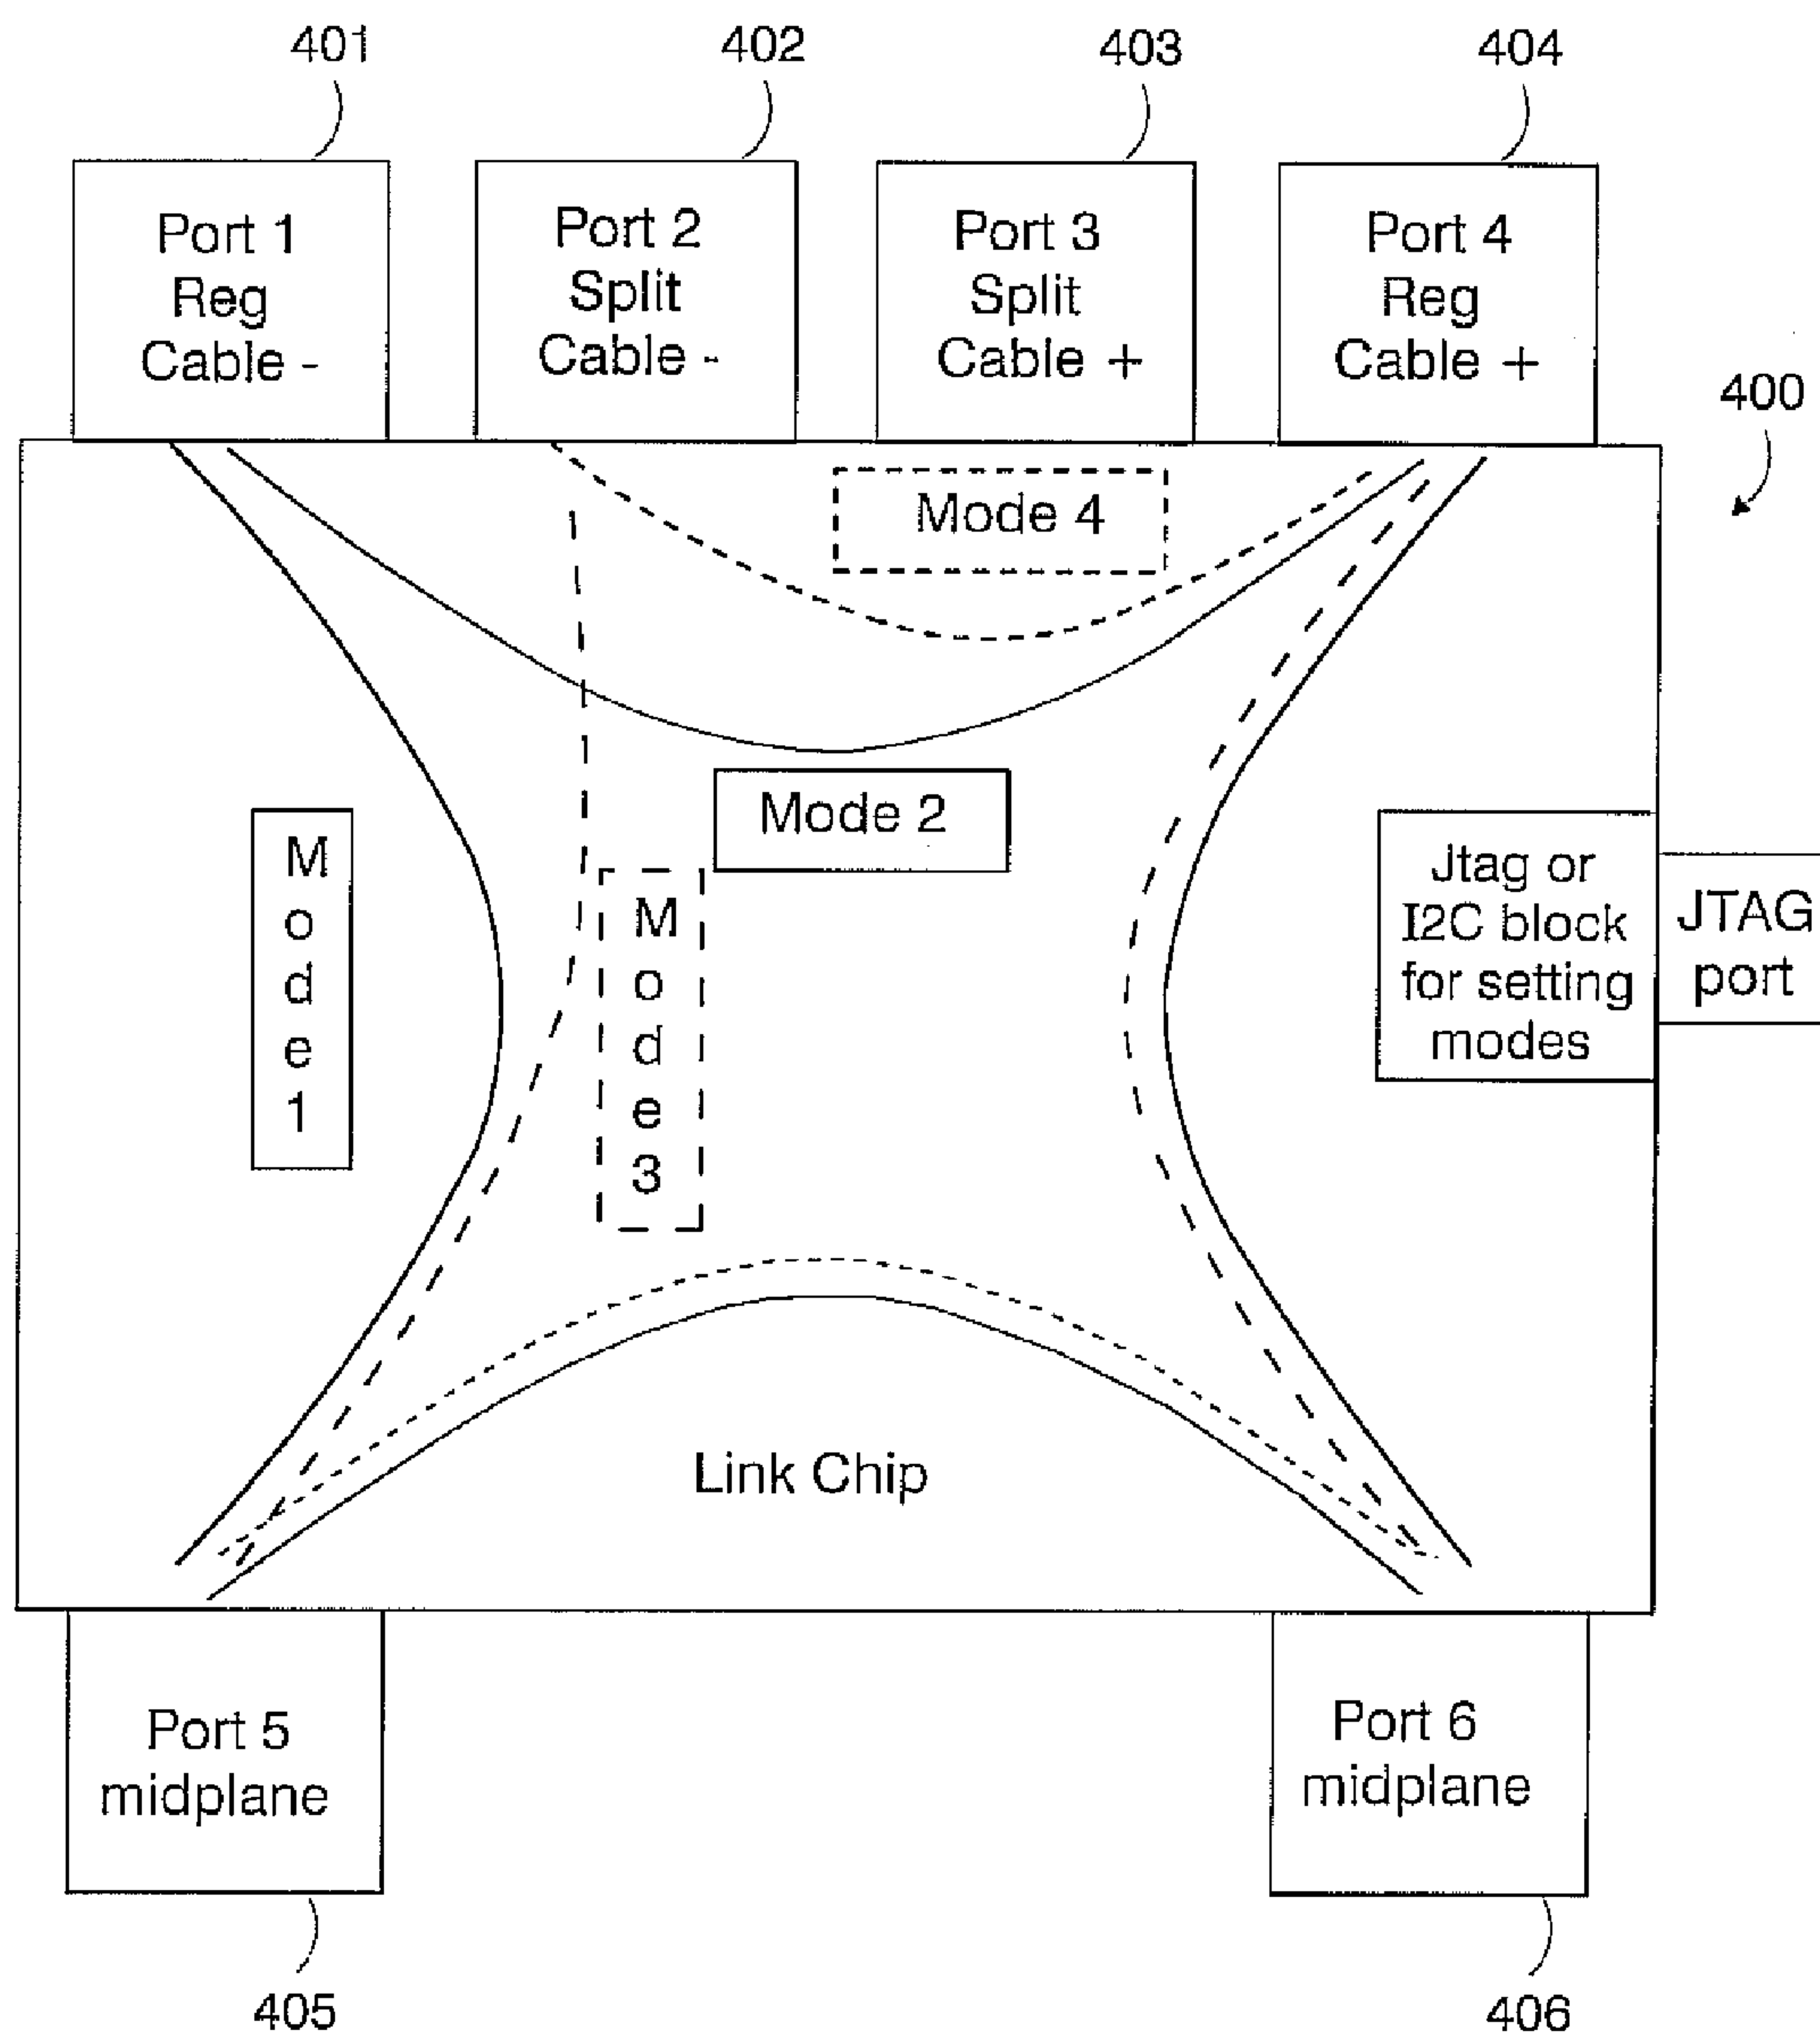 401
402
403
404
Port 1
Reg
Cable -
Port 2
Split
Cable -
Port 3
Split
Cable +
Port 4
Reg
Cable +
400
Mode 4
Mode 2
Mode 1
Mode 3
Jtag or
I2C block
for setting
modes
JTAG
port
Link Chip
Port 5
midplane
Port 6
midplane
405
406